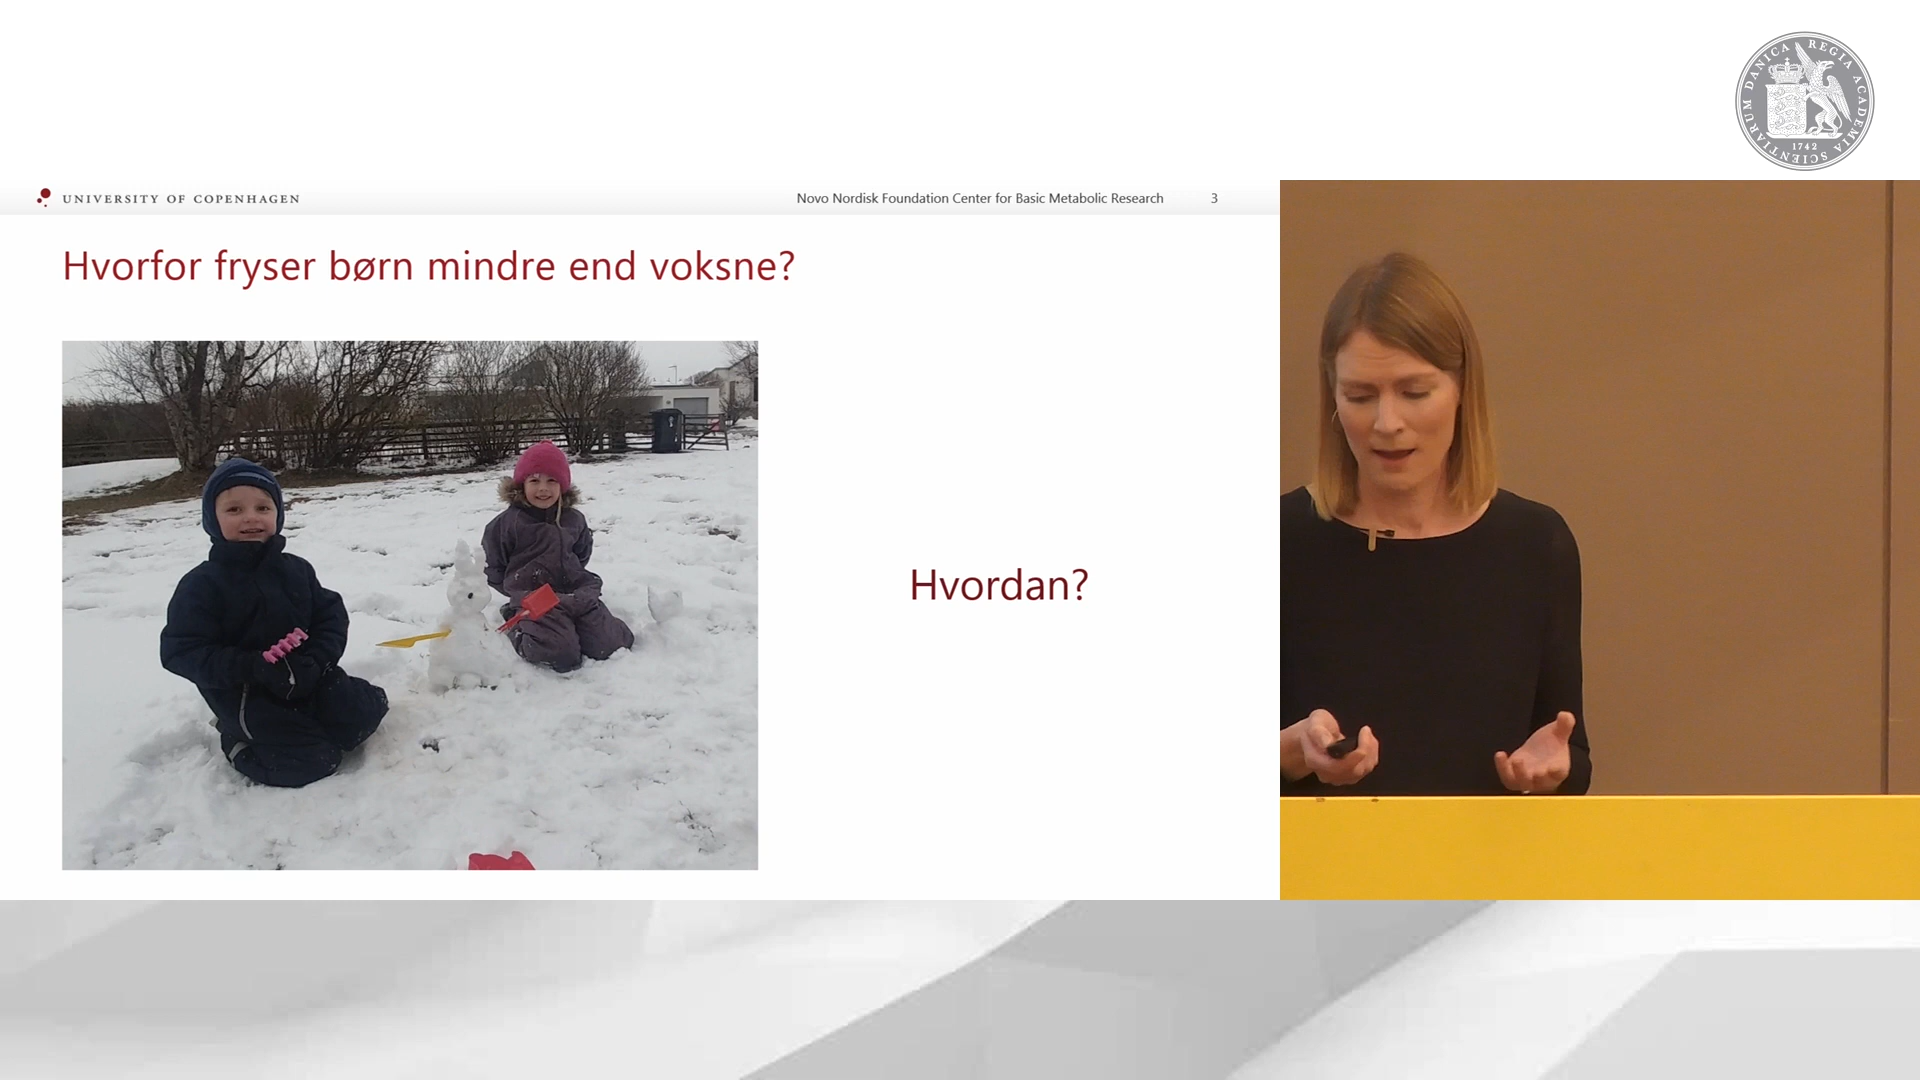 REGIA ACADEMIA SCIENTIARUM DANICA
1742
UNIVERSITY OF COPENHAGEN
Novo Nordisk Foundation Center for Basic Metabolic Research 3
Hvorfor fryser børn mindre end voksne?
Hvordan?